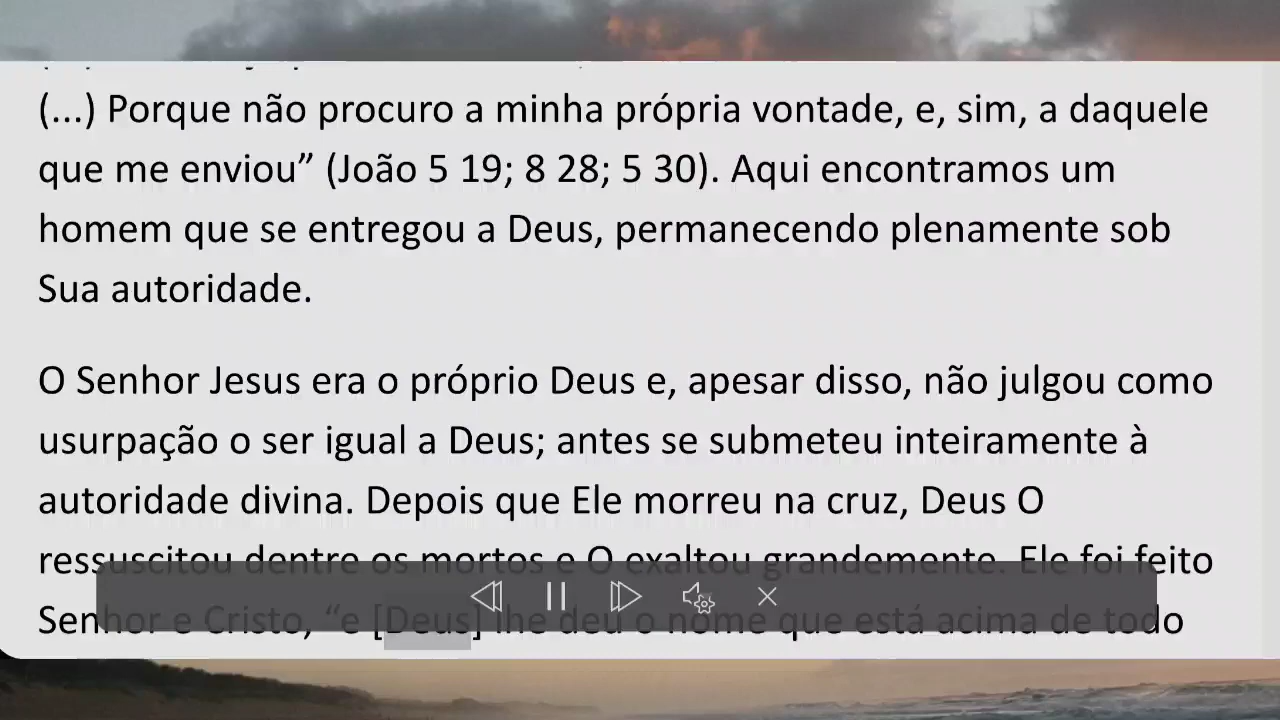 (...) Porque não procuro a minha própria vontade, e, sim, a daquele
que me enviou” (João 5 19; 8 28; 5 30). Aqui encontramos um
homem que se entregou a Deus, permanecendo plenamente sob
Sua autoridade.
O Senhor Jesus era o próprio Deus e, apesar disso, não julgou como
usurpação o ser igual a Deus; antes se submeteu inteiramente à
autoridade divina. Depois que Ele morreu na cruz, Deus O
ressuscitou dentre os mortos e O exaltou grandemente. Ele foi feito
Senhor e Cristo, “e [Deus] lhe deu o nome que está acima de todo